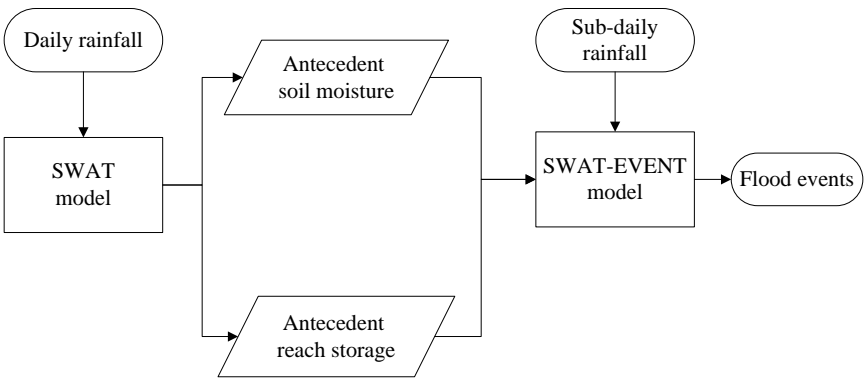 Daily rainfall
SWAT
model
Antecedent
soil moisture
Antecedent
reach storage
Sub-daily
rainfall
SWAT-EVENT
model
Flood events